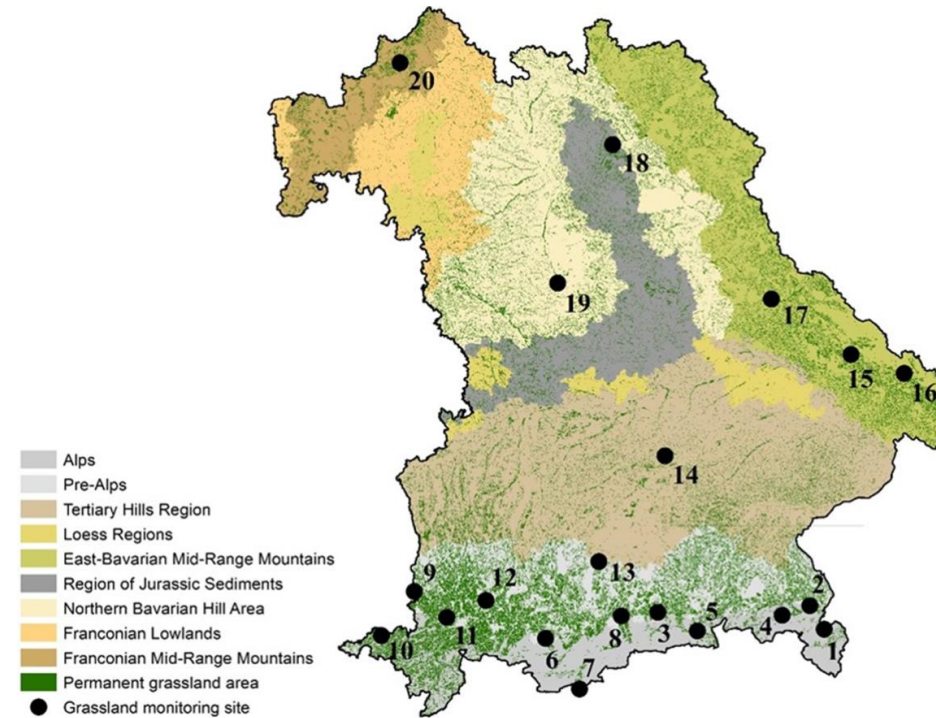 20
18
19
17
15
16
14
13
9
12
2
11
10
8
3
5
4
1
6
7
Alps
Pre-Alps
Tertiary Hills Region
Loess Regions
East-Bavarian Mid-Range Mountains
Region of Jurassic Sediments
Northern Bavarian Hill Area
Franconian Lowlands
Franconian Mid-Range Mountains
Permanent grassland area
Grassland monitoring site